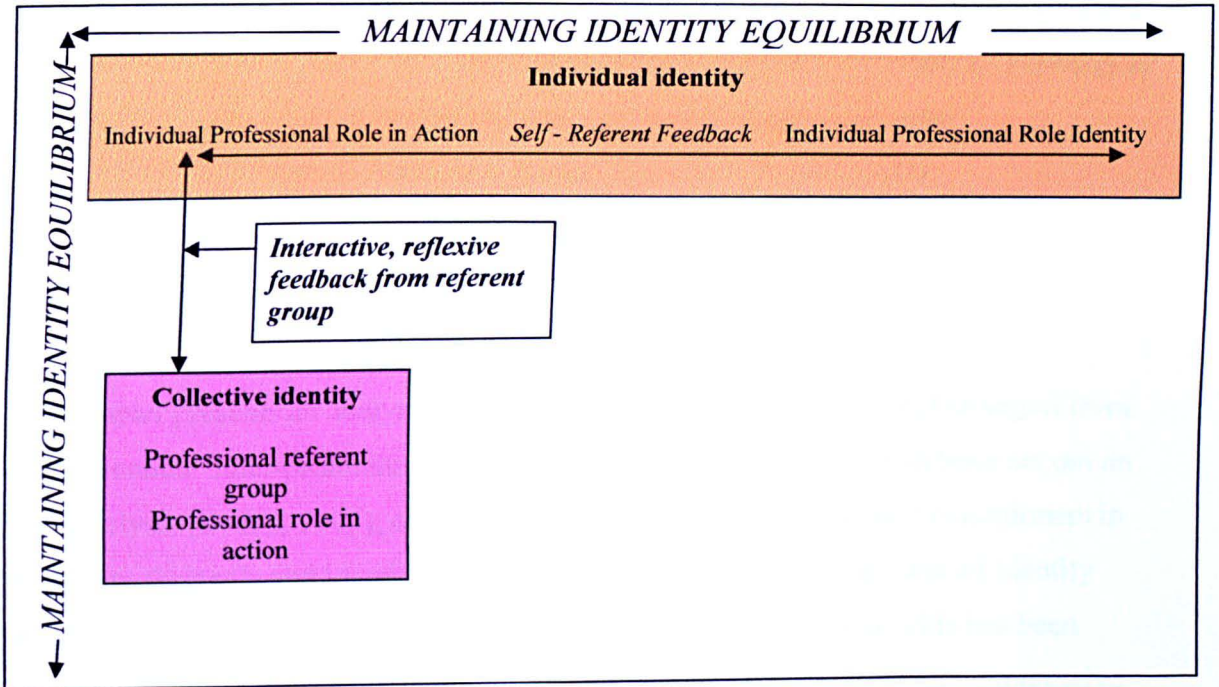 MAINTAINING IDENTITY EQUILIBRIUM
MAINTAINING IDENTITY EQUILIBRIUM
Individual identity
Individual Professional Role in Action Self - Referent Feedback Individual Professional Role Identity
Interactive, reflexive
feedback from referent
group
Collective identity
Professional referent
group
Professional role in
action